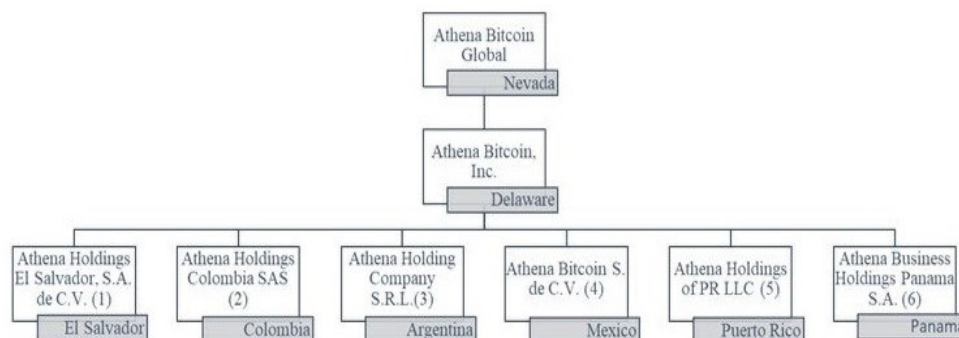 Athena Bitcoin
Global
Nevada
Athena Bitcoin,
Inc.
Delaware
Athena Holdings
El Salvador, S.A.
de C.V. (1)
El Salvador
Athena Holdings
Colombia SAS
(2)
Colombia
Athena Holding
Company
S.R.L.(3)
Argentina
Athena Bitcoin S.
de C.V. (4)
Mexico
Athena Holdings
of PR LLC (5)
Puerto Rico
Athena Business
Holdings Panama
S.A. (6)
Panama